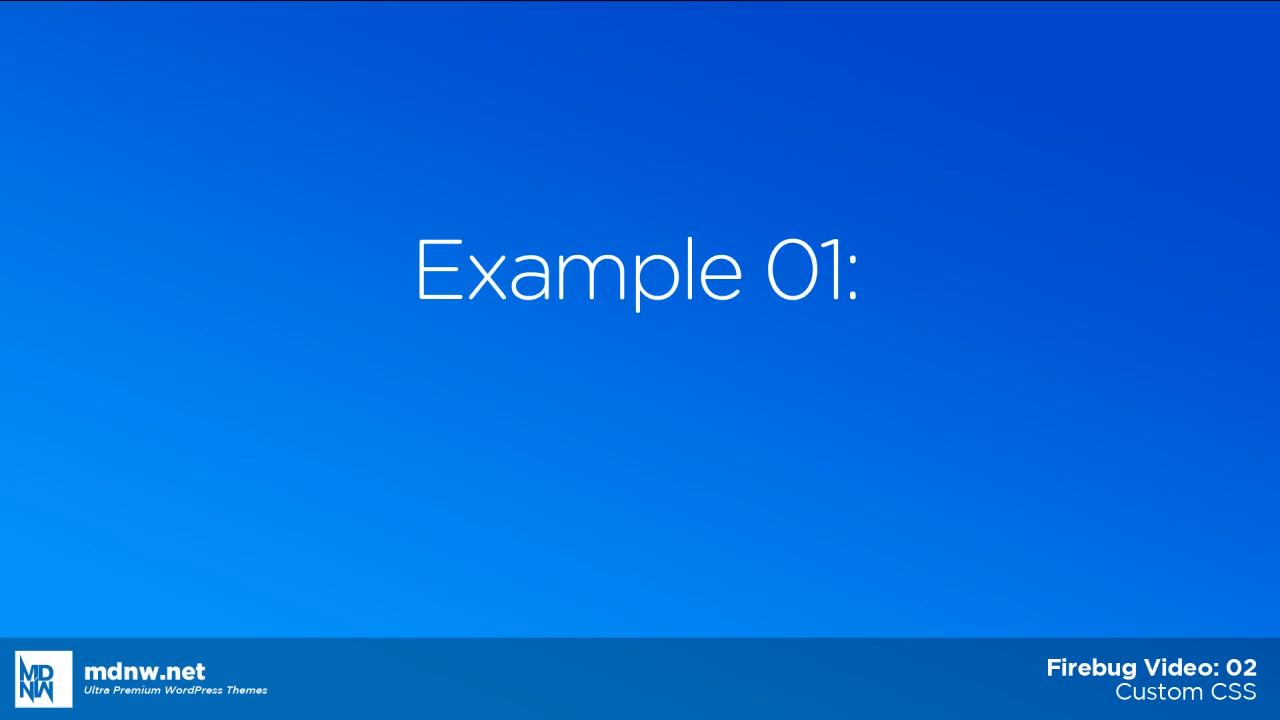 Example 01:
MD
NW
mdnw.net
Ultra Premium WordPress Themes
Firebug Video: 02
Custom CSS